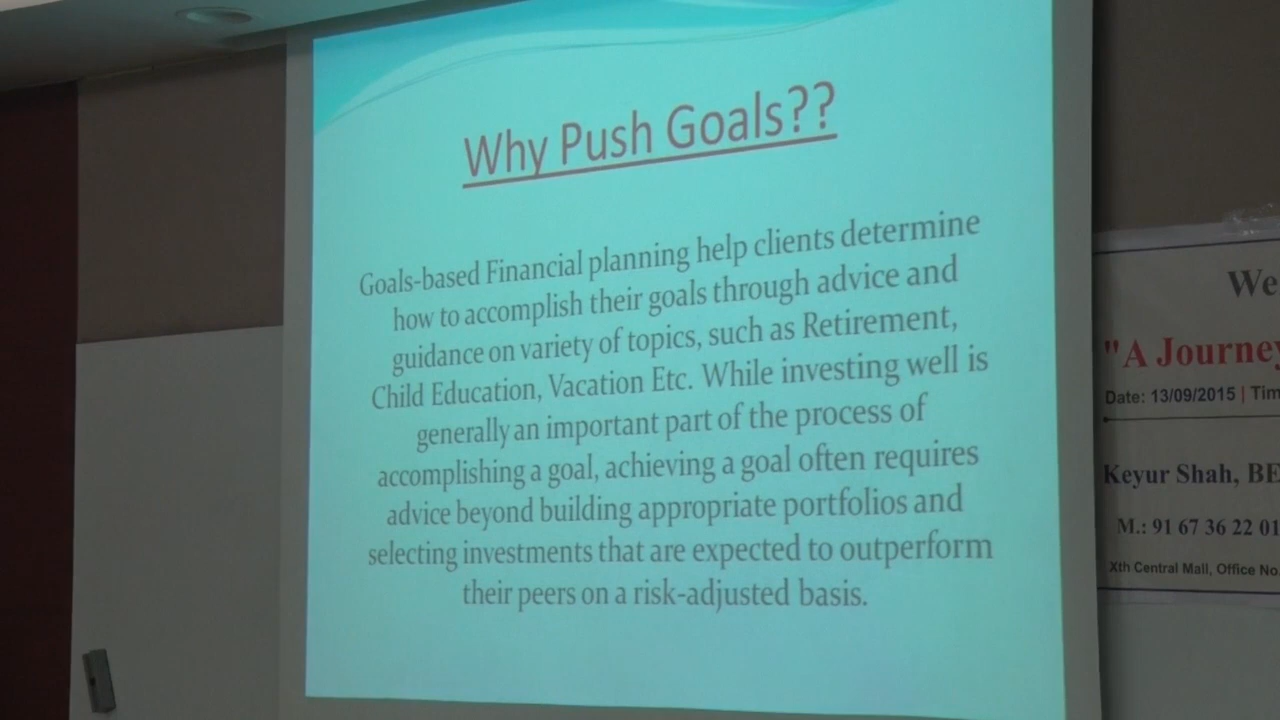 Why Push Goals??
Goals-based Financial planning help clients determine
how to accomplish their goals through advice and
guidance on variety of topics, such as Retirement,
Child Education, Vacation Etc. While investing well is
generally an important part of the process of
accomplishing a goal, achieving a goal often requires
advice beyond building appropriate portfolios and
selecting investments that are expected to outperform
their peers on a risk-adjusted basis.
We
"A Journey
Date: 13/09/2015 | Tim
Keyur Shah, BE
M.: 91 67 36 22 01
Xth Central Mall, Office No.